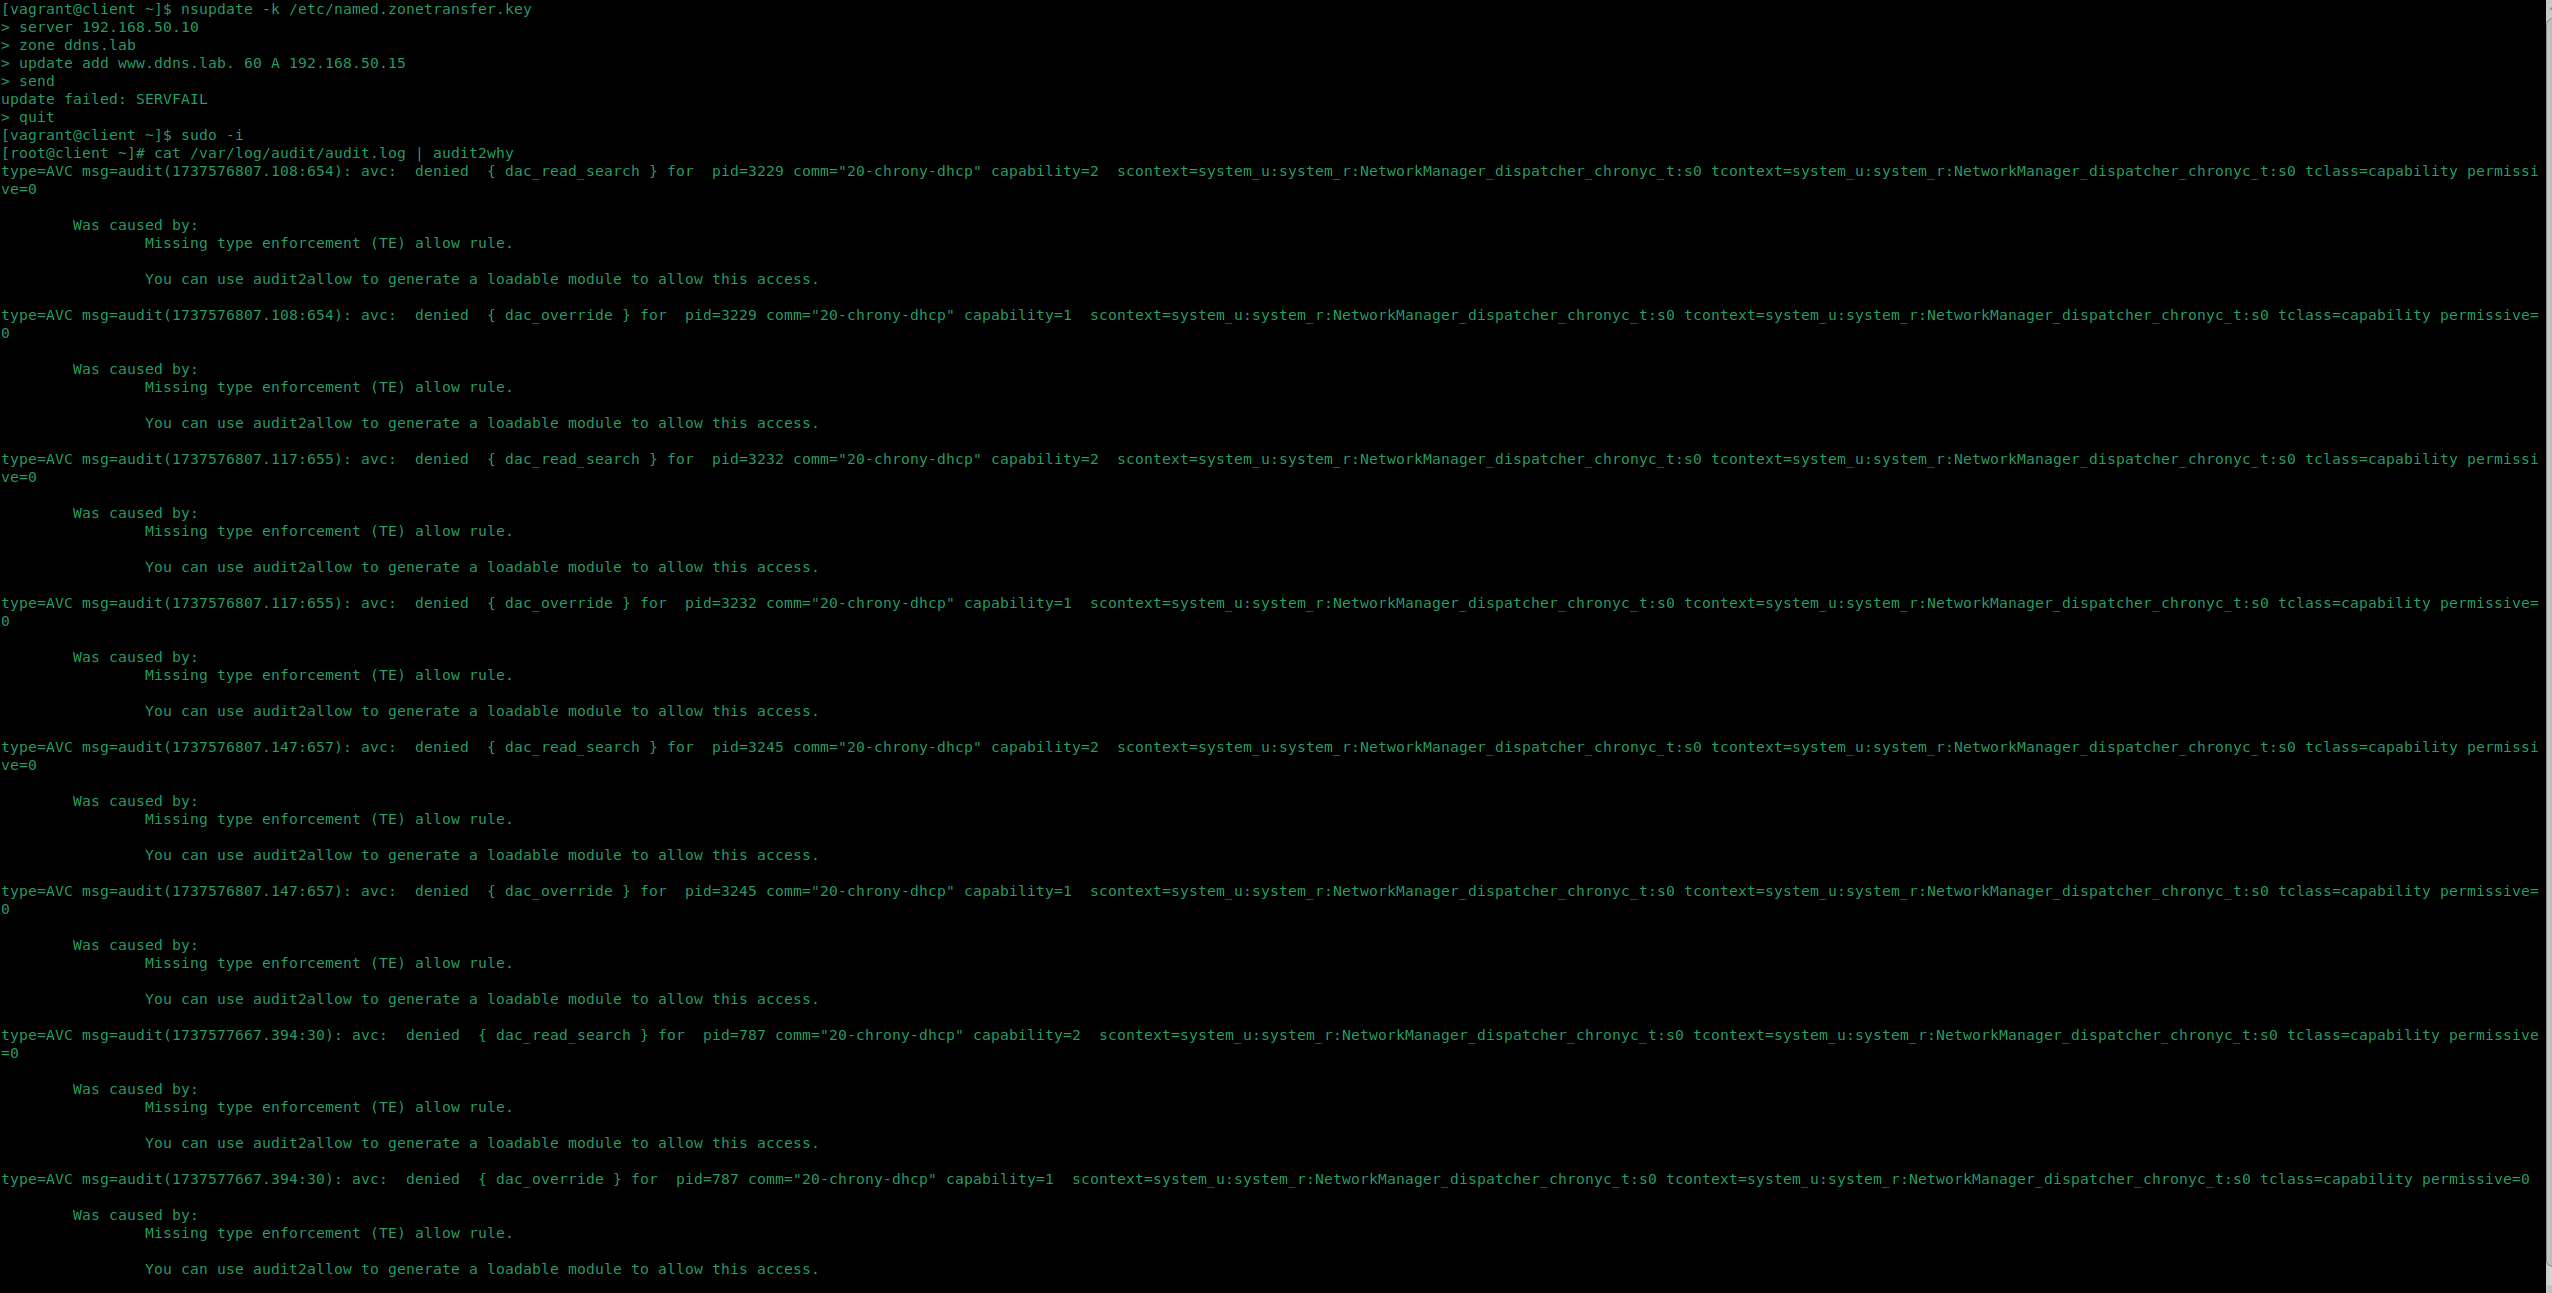 [vagrant@client ~]$ nsupdate -k /etc/named.zonetransfer.key
> server 192.168.50.10
> zone ddns.lab
> update add www.ddns.lab. 60 A 192.168.50.15
> send
update failed: SERVFAIL
> quit
[vagrant@client ~]$ sudo -i
[root@client ~]# cat /var/log/audit/audit.log | audit2why
type=AVC msg=audit(1737576807.108:654): avc:  denied  { dac_read_search } for  pid=3229 comm="20-chrony-dhcp" capability=2  scontext=system_u:system_r:NetworkManager_dispatcher_chronyc_t:s0 tcontext=system_u:system_r:NetworkManager_dispatcher_chronyc_t:s0 tclass=capability permissi
ve=0

        Was caused by:
                Missing type enforcement (TE) allow rule.

                You can use audit2allow to generate a loadable module to allow this access.

type=AVC msg=audit(1737576807.108:654): avc:  denied  { dac_override } for  pid=3229 comm="20-chrony-dhcp" capability=1  scontext=system_u:system_r:NetworkManager_dispatcher_chronyc_t:s0 tcontext=system_u:system_r:NetworkManager_dispatcher_chronyc_t:s0 tclass=capability permissive=
0

        Was caused by:
                Missing type enforcement (TE) allow rule.

                You can use audit2allow to generate a loadable module to allow this access.

type=AVC msg=audit(1737576807.117:655): avc:  denied  { dac_read_search } for  pid=3232 comm="20-chrony-dhcp" capability=2  scontext=system_u:system_r:NetworkManager_dispatcher_chronyc_t:s0 tcontext=system_u:system_r:NetworkManager_dispatcher_chronyc_t:s0 tclass=capability permissi
ve=0

        Was caused by:
                Missing type enforcement (TE) allow rule.

                You can use audit2allow to generate a loadable module to allow this access.

type=AVC msg=audit(1737576807.117:655): avc:  denied  { dac_override } for  pid=3232 comm="20-chrony-dhcp" capability=1  scontext=system_u:system_r:NetworkManager_dispatcher_chronyc_t:s0 tcontext=system_u:system_r:NetworkManager_dispatcher_chronyc_t:s0 tclass=capability permissive=
0

        Was caused by:
                Missing type enforcement (TE) allow rule.

                You can use audit2allow to generate a loadable module to allow this access.

type=AVC msg=audit(1737576807.147:657): avc:  denied  { dac_read_search } for  pid=3245 comm="20-chrony-dhcp" capability=2  scontext=system_u:system_r:NetworkManager_dispatcher_chronyc_t:s0 tcontext=system_u:system_r:NetworkManager_dispatcher_chronyc_t:s0 tclass=capability permissi
ve=0

        Was caused by:
                Missing type enforcement (TE) allow rule.

                You can use audit2allow to generate a loadable module to allow this access.

type=AVC msg=audit(1737576807.147:657): avc:  denied  { dac_override } for  pid=3245 comm="20-chrony-dhcp" capability=1  scontext=system_u:system_r:NetworkManager_dispatcher_chronyc_t:s0 tcontext=system_u:system_r:NetworkManager_dispatcher_chronyc_t:s0 tclass=capability permissive=
0

        Was caused by:
                Missing type enforcement (TE) allow rule.

                You can use audit2allow to generate a loadable module to allow this access.

type=AVC msg=audit(1737577667.394:30): avc:  denied  { dac_read_search } for  pid=787 comm="20-chrony-dhcp" capability=2  scontext=system_u:system_r:NetworkManager_dispatcher_chronyc_t:s0 tcontext=system_u:system_r:NetworkManager_dispatcher_chronyc_t:s0 tclass=capability permissive
=0

        Was caused by:
                Missing type enforcement (TE) allow rule.

                You can use audit2allow to generate a loadable module to allow this access.

type=AVC msg=audit(1737577667.394:30): avc:  denied  { dac_override } for  pid=787 comm="20-chrony-dhcp" capability=1  scontext=system_u:system_r:NetworkManager_dispatcher_chronyc_t:s0 tcontext=system_u:system_r:NetworkManager_dispatcher_chronyc_t:s0 tclass=capability permissive=0

        Was caused by:
                Missing type enforcement (TE) allow rule.

                You can use audit2allow to generate a loadable module to allow this access.